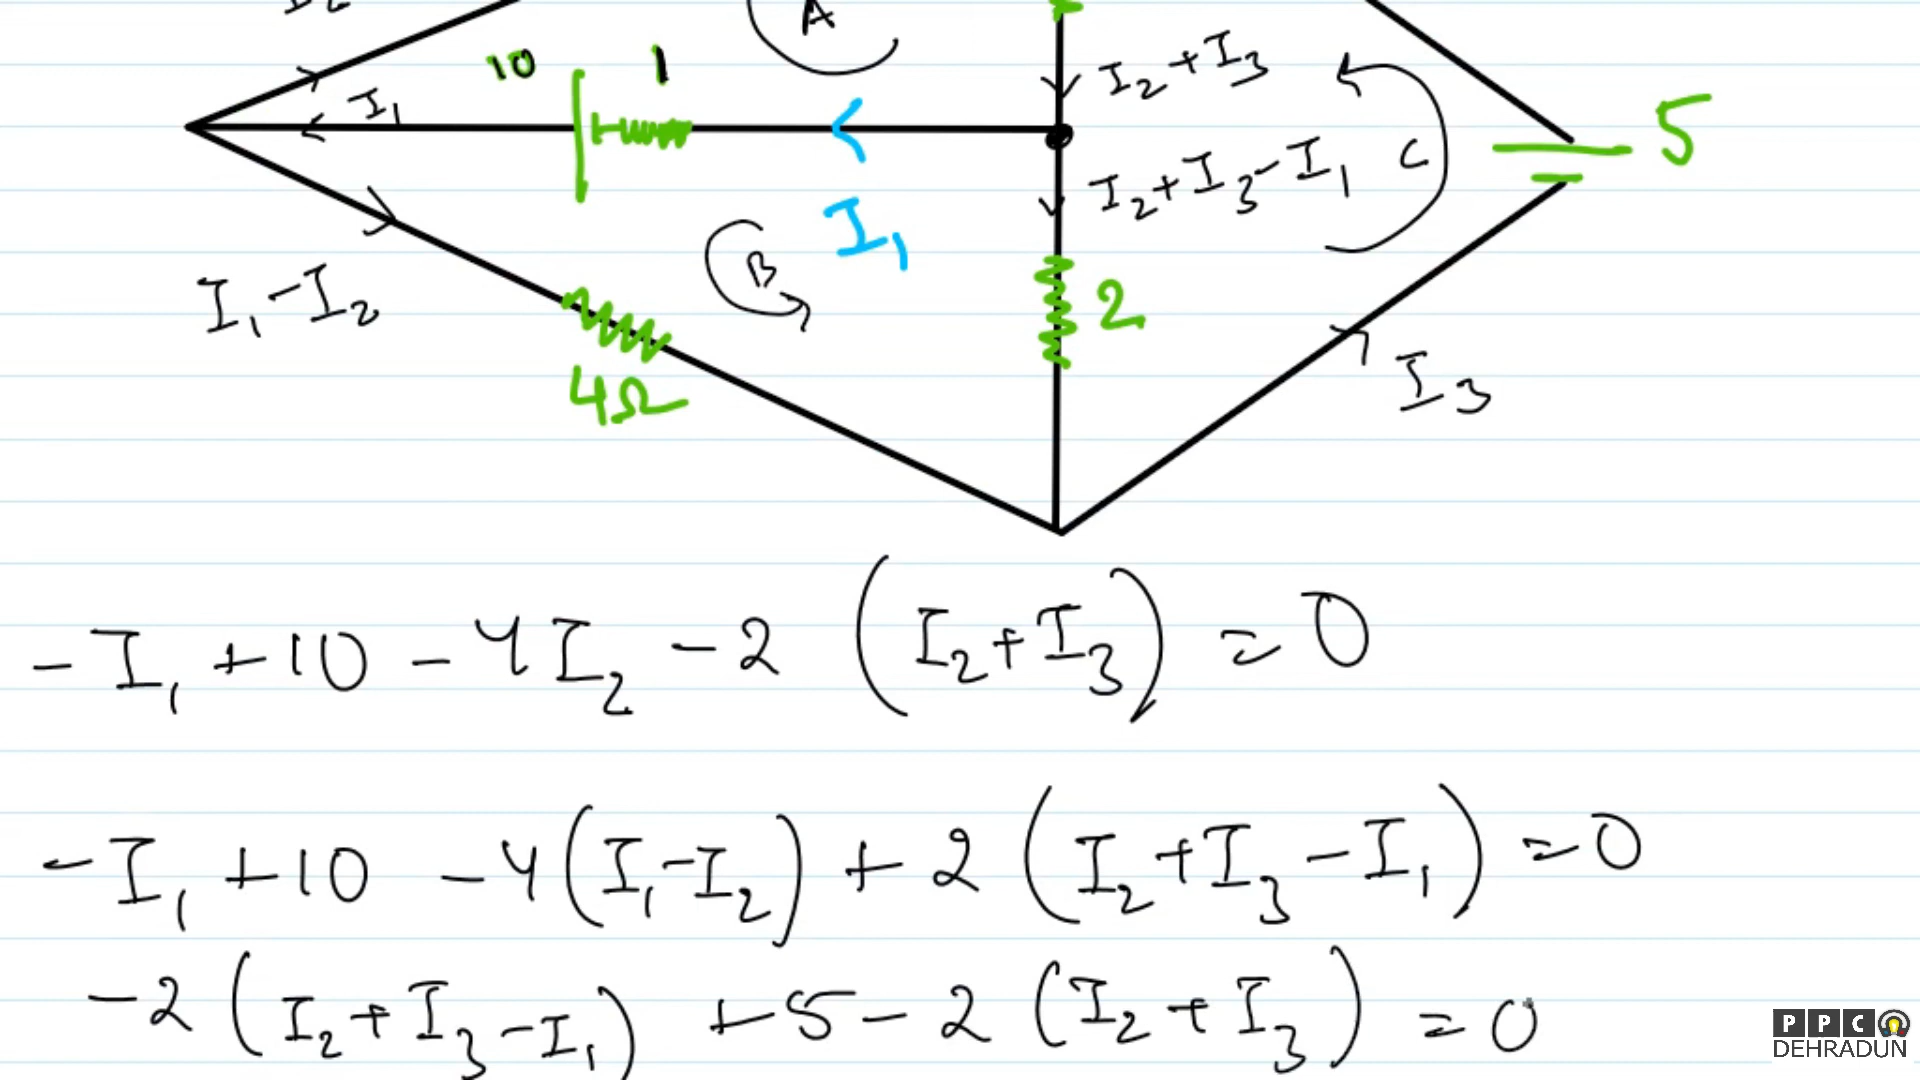 A
10
1
I₂+I₃
5
I₁
I₂+I₃-I₁
C
I₁
B
I₁-I₂
2
4Ω
I₃
-I₁ +10 -4I₂ -2 (I₂+I₃) = 0
-I₁ +10 -4(I₁-I₂) + 2 (I₂+I₃-I₁) = 0
-2 (I₂+I₃-I₁) +5 - 2 (I₂+I₃) = 0
PPC
DEHRADUN